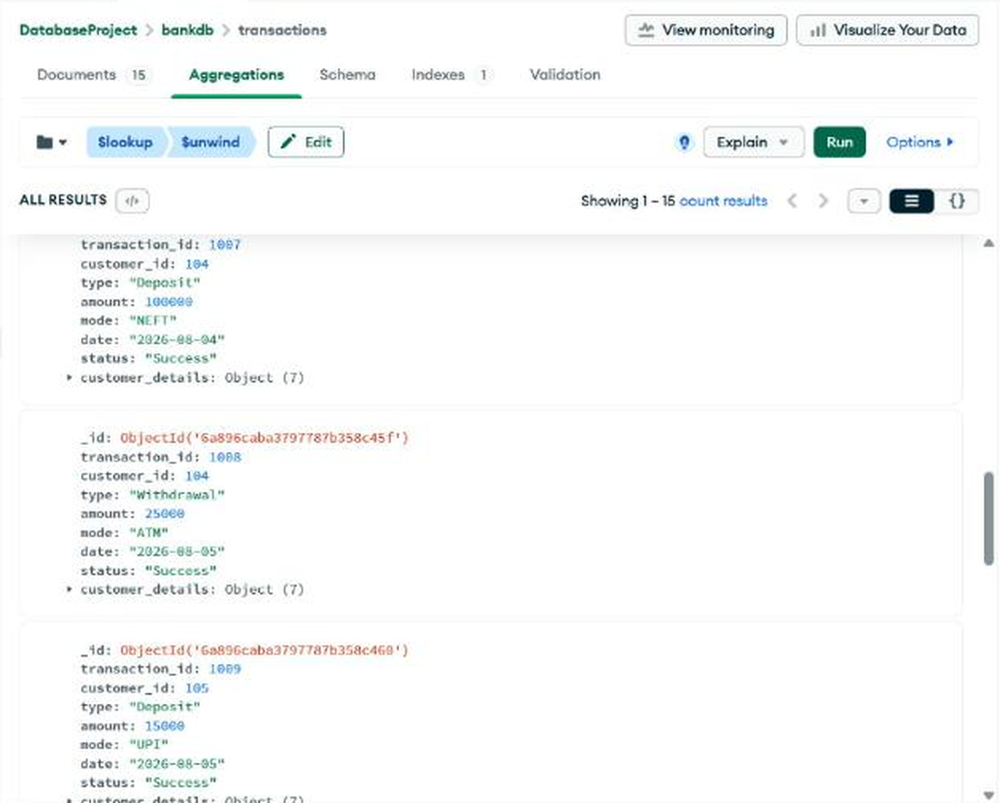 DatabaseProject > bankdb > transactions
View monitoring
Visualize Your Data
Documents 15 Aggregations Schema Indexes 1 Validation
$lookup $unwind Edit Explain Run Options
ALL RESULTS </> Showing 1 – 15 count results {}
transaction_id: 1007
customer_id: 104
type: "Deposit"
amount: 100000
mode: "NEFT"
date: "2026-08-04"
status: "Success"
customer_details: Object (7)
_id: ObjectId('6a896caba3797787b358c45f')
transaction_id: 1008
customer_id: 104
type: "Withdrawal"
amount: 25000
mode: "ATM"
date: "2026-08-05"
status: "Success"
customer_details: Object (7)
_id: ObjectId('6a896caba3797787b358c460')
transaction_id: 1009
customer_id: 105
type: "Deposit"
amount: 15000
mode: "UPI"
date: "2026-08-05"
status: "Success"
customer_details: Object (7)